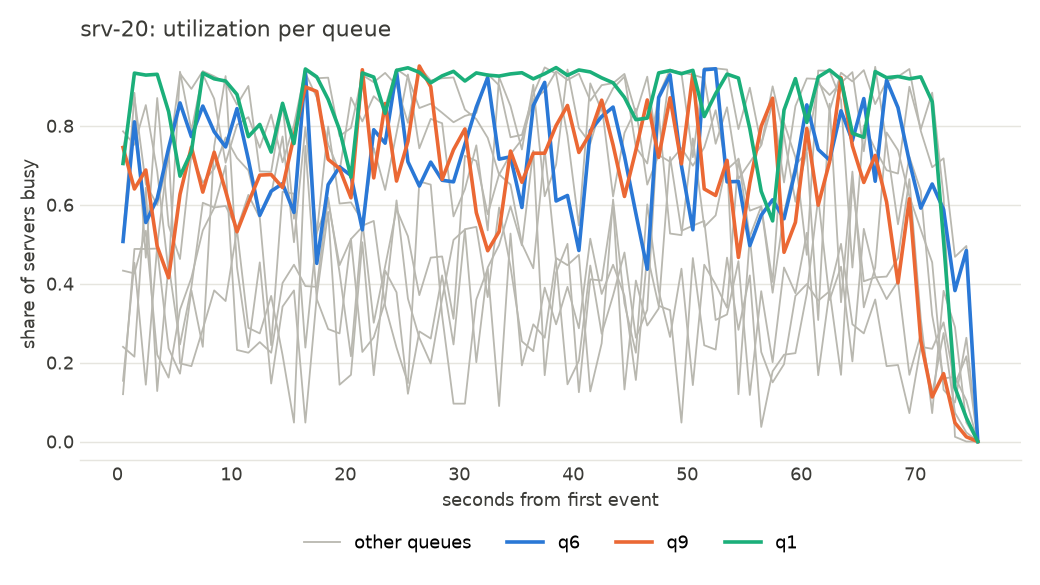 srv-20: utilization per queue
share of servers busy
0.8
0.6
0.4
0.2
0.0
0 10 20 30 40 50 60 70
seconds from first event
other queues q6 q9 q1